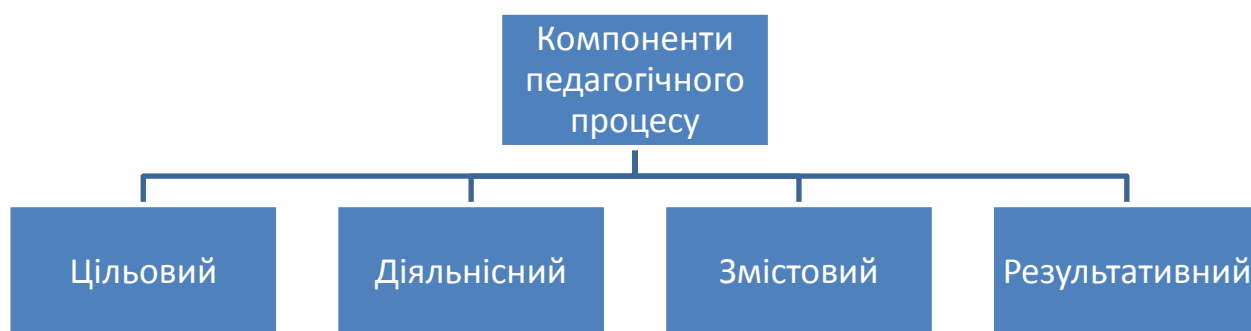 Компоненти
педагогічного
процесу
Цільовий
Діяльнісний
Змістовий
Результативний